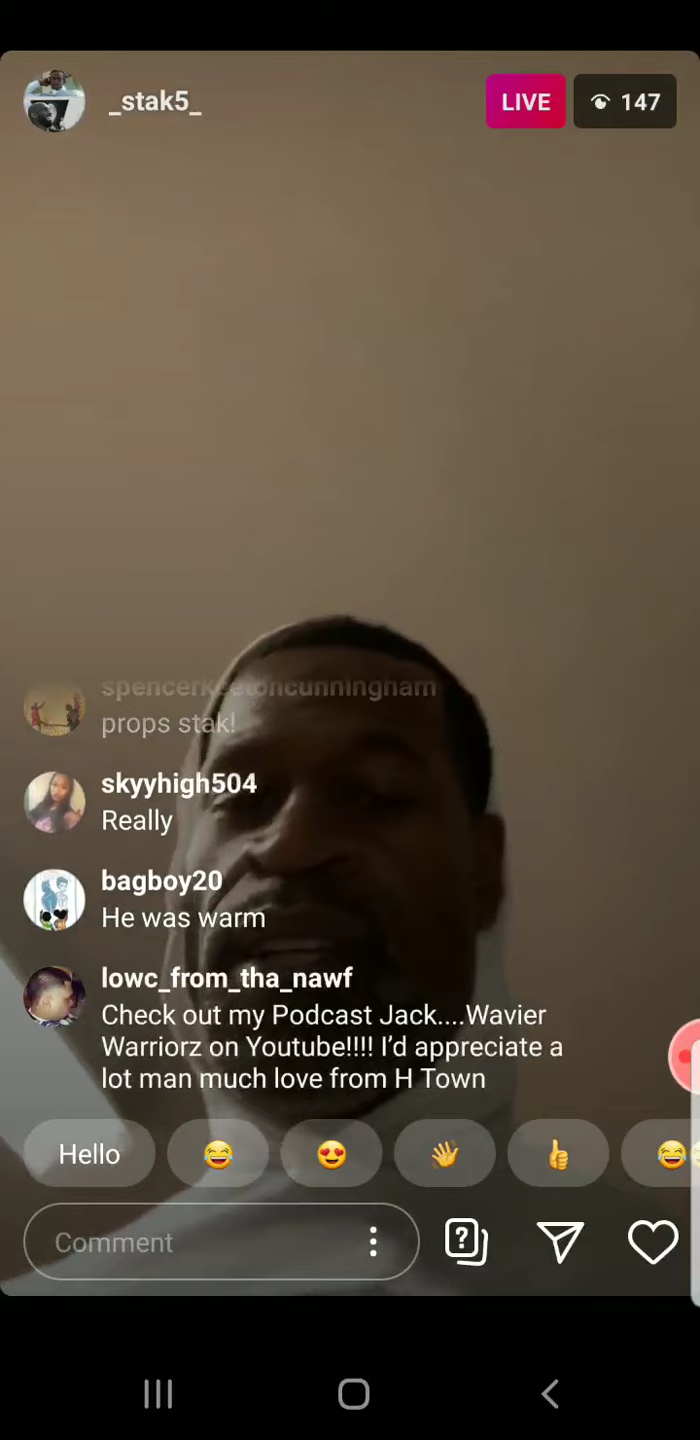 _stak5_
LIVE
147
spencerkeetoncunningham
props stak!
skyyhigh504
Really
bagboy20
He was warm
lowc_from_tha_nawf
Check out my Podcast Jack....Wavier
Warriorz on Youtube!!!! I’d appreciate a
lot man much love from H Town
Hello
Comment